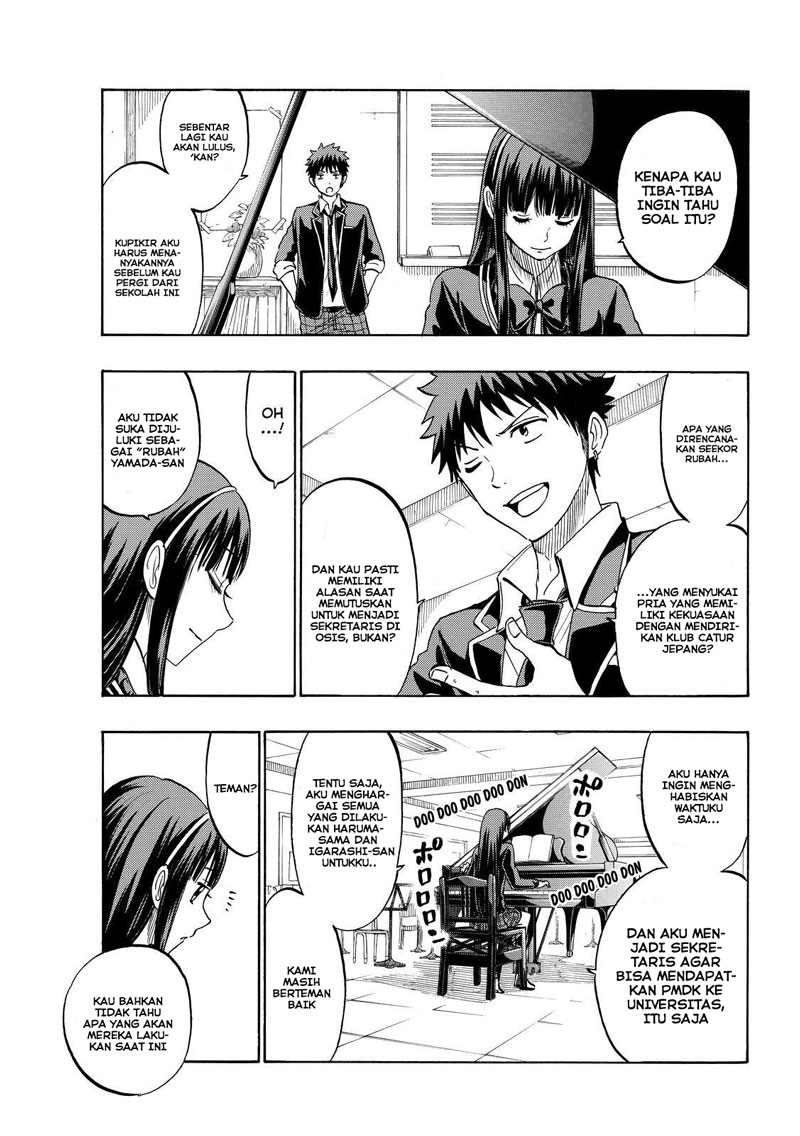 KENAPA KAU
TIBA-TIBA
INGIN TAHU
SOAL ITU?
SEBENTAR
LAGI KAU
AKAN LULUS,
'KAN?
KUPIKIR AKU
HARUS MENA-
NYAKANNYA
SEBELUM KAU
PERGI DARI
SEKOLAH INI
APA YANG
DIRENCANA-
KAN SEEKOR
RUBAH...
...YANG MENYUKAI
PRIA YANG MEMI-
LIKI KEKUASAAN
DENGAN MENDIRI-
KAN KLUB CATUR
JEPANG?
DAN KAU PASTI
MEMILIKI
ALASAN SAAT
MEMUTUSKAN
UNTUK MENJADI
SEKRETARIS DI
OSIS, BUKAN?
OH
...!
AKU TIDAK
SUKA DIJU-
LUKI SEBA-
GAI "RUBAH"
YAMADA-SAN
AKU HANYA
INGIN MENG-
HABISKAN
WAKTUKU
SAJA...
DAN AKU MEN-
JADI SEKRE-
TARIS AGAR
BISA MENDAPAT-
KAN PMDK KE
UNIVERSITAS,
ITU SAJA
ポロロロン
DOO DOO DOO DOO DON
ポロロロン
DOO DOO DOO DON
TENTU SAJA,
AKU MENGHAR-
GAI SEMUA
YANG DILAKU-
KAN HARUMA-
SAMA DAN
IGARASHI-SAN
UNTUKKU..
KAMI
MASIH
BERTEMAN
BAIK
TEMAN?
KAU BAHKAN
TIDAK TAHU
APA YANG AKAN
MEREKA LAKU-
KAN SAAT INI